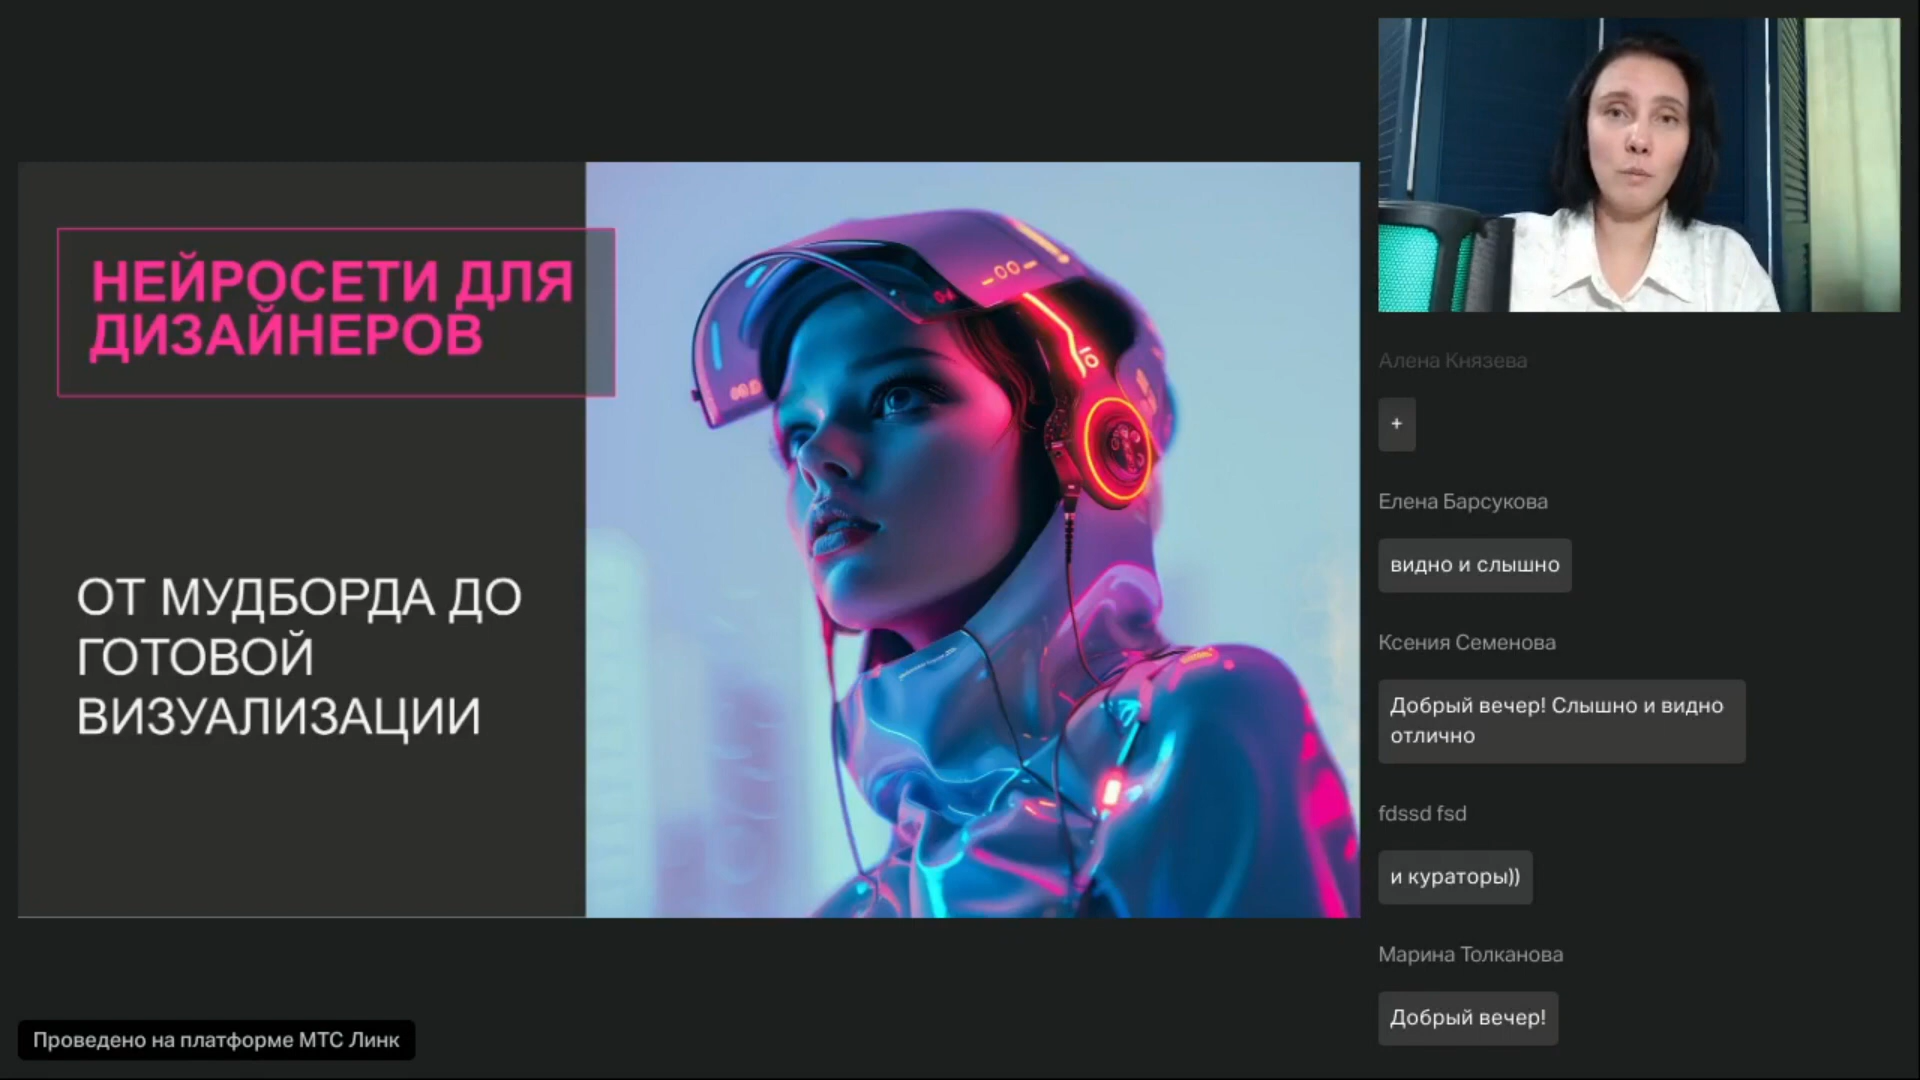 НЕЙРОСЕТИ ДЛЯ
ДИЗАЙНЕРОВ
ОТ МУДБОРДА ДО
ГОТОВОЙ
ВИЗУАЛИЗАЦИИ
Проведено на платформе МТС Линк
Алена Князева
+
Елена Барсукова
видно и слышно
Ксения Семенова
Добрый вечер! Слышно и видно
отлично
fdssd fsd
и кураторы))
Марина Толканова
Добрый вечер!